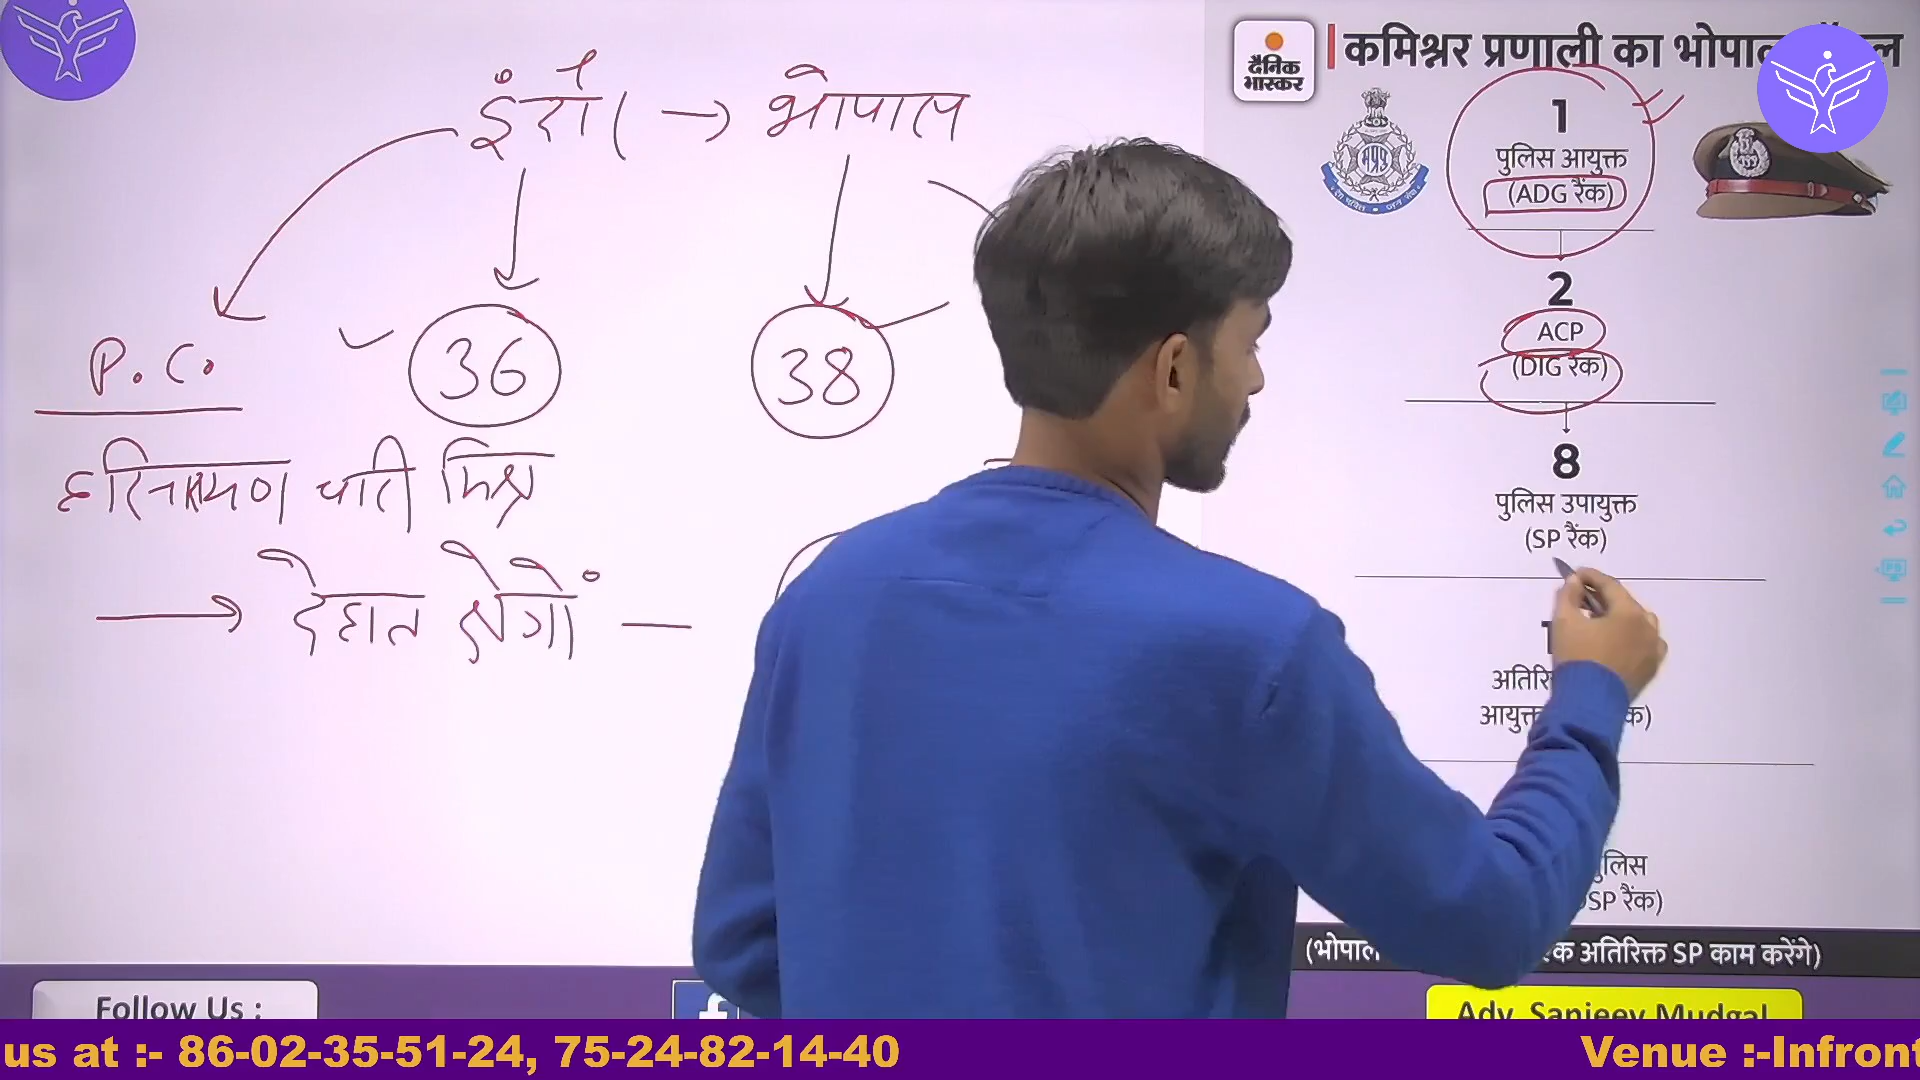 इंदौर → भोपाल
36
38
P.C.
हरिनारायण चारी मिश्र
→ देहात क्षेत्रों —
दैनिक
भास्कर
कमिश्नर प्रणाली का
1
पुलिस आयुक्त
(ADG रैंक)
2
ACP
(DIG रैंक)
8
पुलिस उपायुक्त
(SP रैंक)
SP रैंक)
अतिरिक्त SP काम करेंगे)
Follow Us :
Adv. Sanjeev Mudgal
us at :- 86-02-35-51-24, 75-24-82-14-40
Venue :-Infront